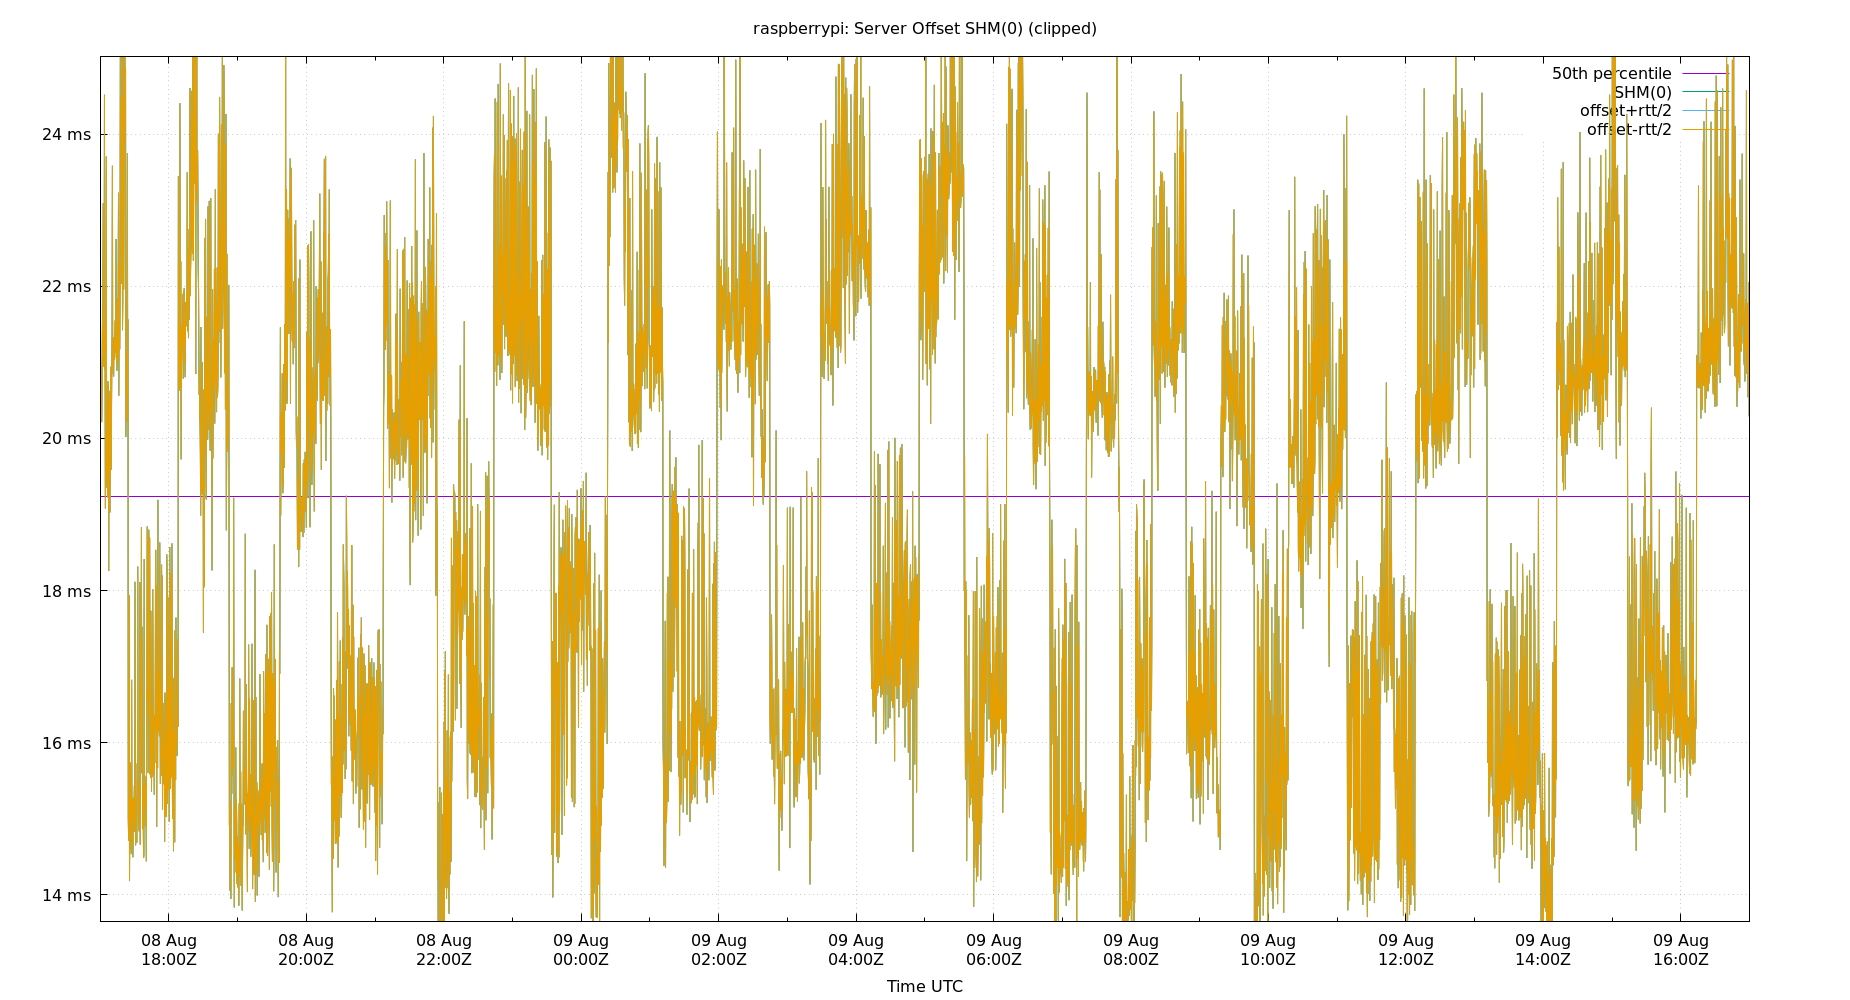 raspberrypi: Server Offset SHM(0) (clipped)
50th percentile
SHM(0)
offset+rtt/2
offset-rtt/2
24 ms
22 ms
20 ms
18 ms
16 ms
14 ms
08 Aug 08 Aug 08 Aug 09 Aug 09 Aug 09 Aug 09 Aug 09 Aug 09 Aug 09 Aug 09 Aug 09 Aug
18:00Z 20:00Z 22:00Z 00:00Z 02:00Z 04:00Z 06:00Z 08:00Z 10:00Z 12:00Z 14:00Z 16:00Z
Time UTC